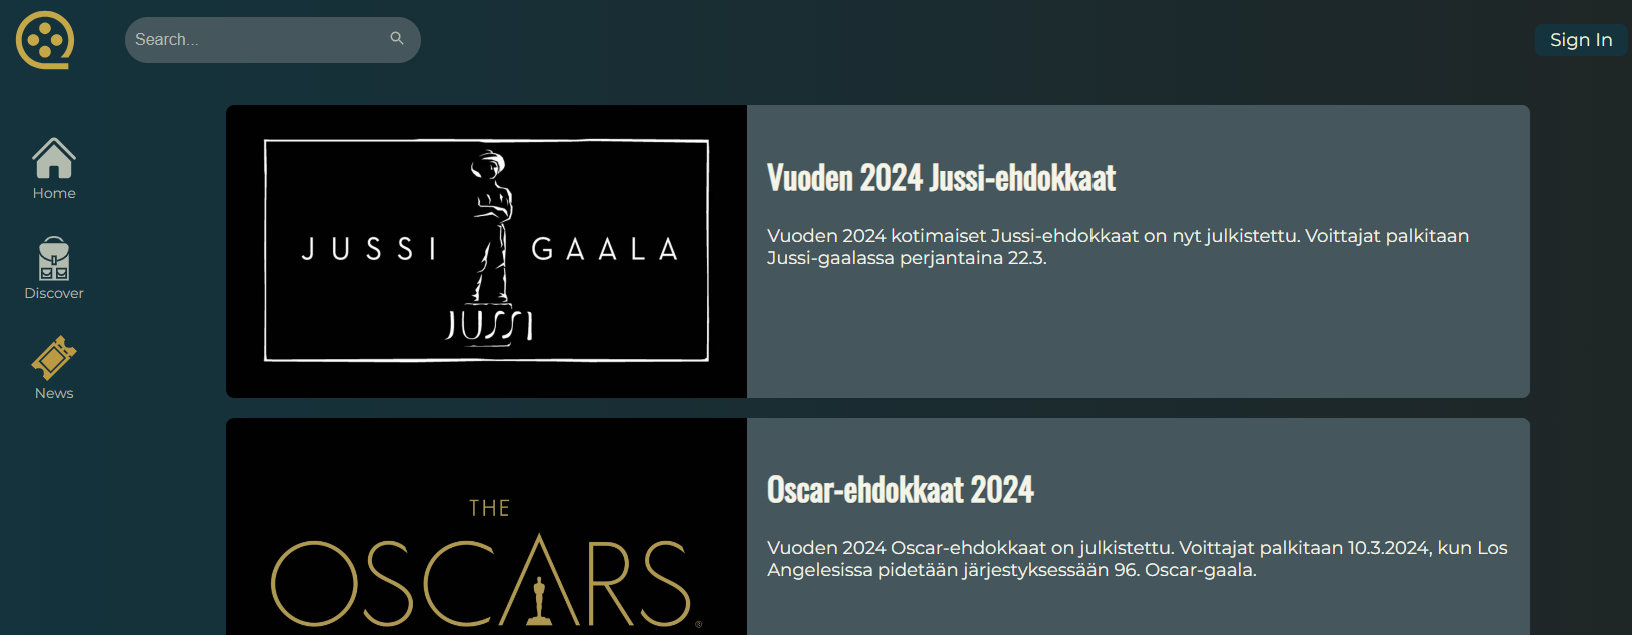 Search...
Sign In
Home
Discover
News
JUSSI GAALA
JUSSI
Vuoden 2024 Jussi-ehdokkaat
Vuoden 2024 kotimaiset Jussi-ehdokkaat on nyt julkistettu. Voittajat palkitaan
Jussi-gaalassa perjantaina 22.3.
THE
OSCARS®
Oscar-ehdokkaat 2024
Vuoden 2024 Oscar-ehdokkaat on julkistettu. Voittajat palkitaan 10.3.2024, kun Los
Angelesissa pidetään järjestyksessään 96. Oscar-gaala.